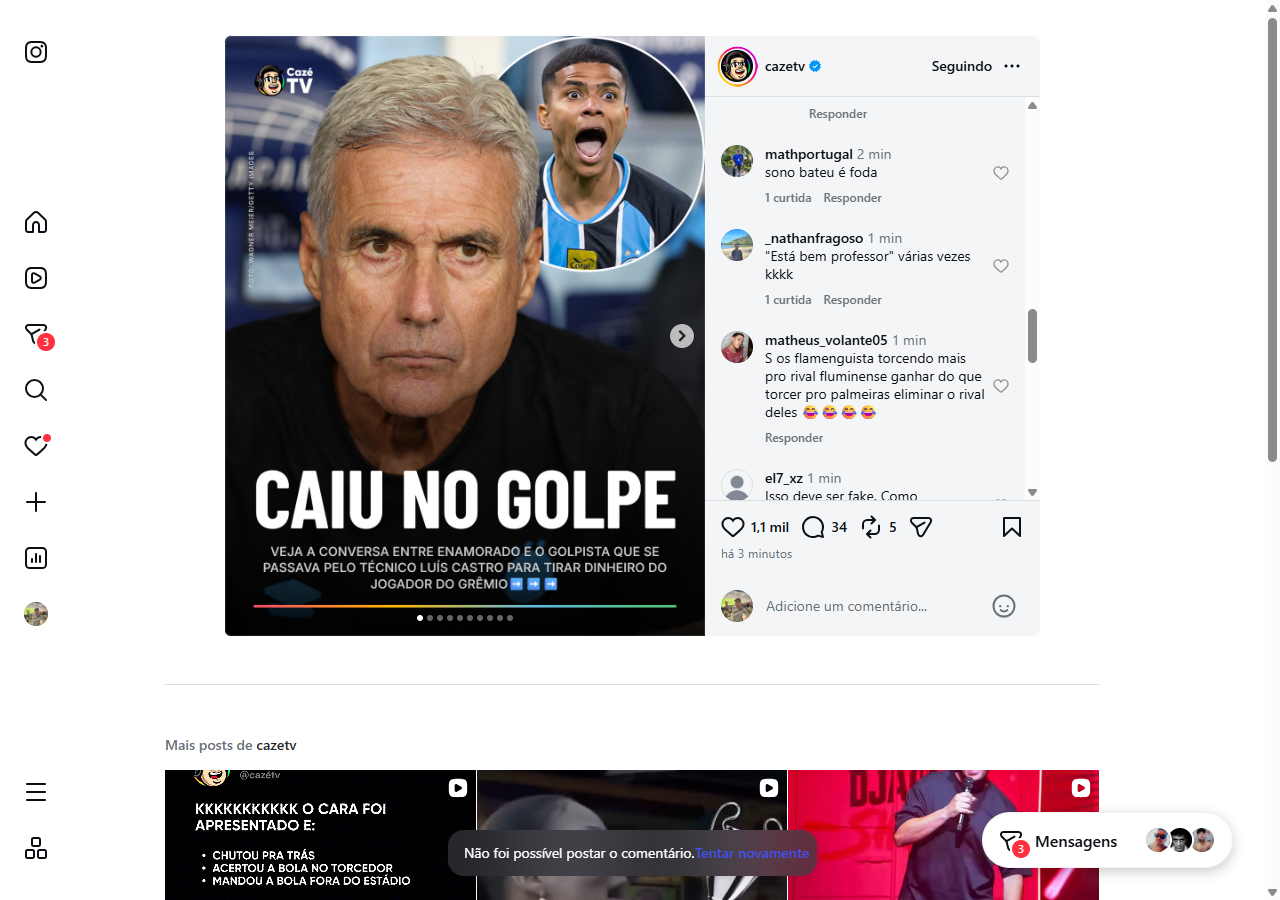 Cazé
TV
FOTO: WAGNER MEIER/GETTY IMAGES
Coral
CAIU NO GOLPE
VEJA A CONVERSA ENTRE ENAMORADO E O GOLPISTA QUE SE
PASSAVA PELO TÉCNICO LUÍS CASTRO PARA TIRAR DINHEIRO DO
JOGADOR DO GRÊMIO➡️➡️➡️
cazetv
Seguindo
Responder
mathportugal 2 min
sono bateu é foda
1 curtida Responder
_nathanfragoso 1 min
"Está bem professor" várias vezes
kkkk
1 curtida Responder
matheus_volante05 1 min
S os flamenguista torcendo mais
pro rival fluminense ganhar do que
torcer pro palmeiras eliminar o rival
deles 😂 😂 😂 😂
Responder
el7_xz 1 min
Isso deve ser fake. Como
1,1 mil 34 5
há 3 minutos
Adicione um comentário...
3
Mais posts de cazetv
@cazétv
KKKKKKKKKKK O CARA FOI
APRESENTADO E:
• CHUTOU PRA TRÁS
• ACERTOU A BOLA NO TORCEDOR
• MANDOU A BOLA FORA DO ESTÁDIO
Não foi possível postar o comentário.Tentar novamente
3
Mensagens